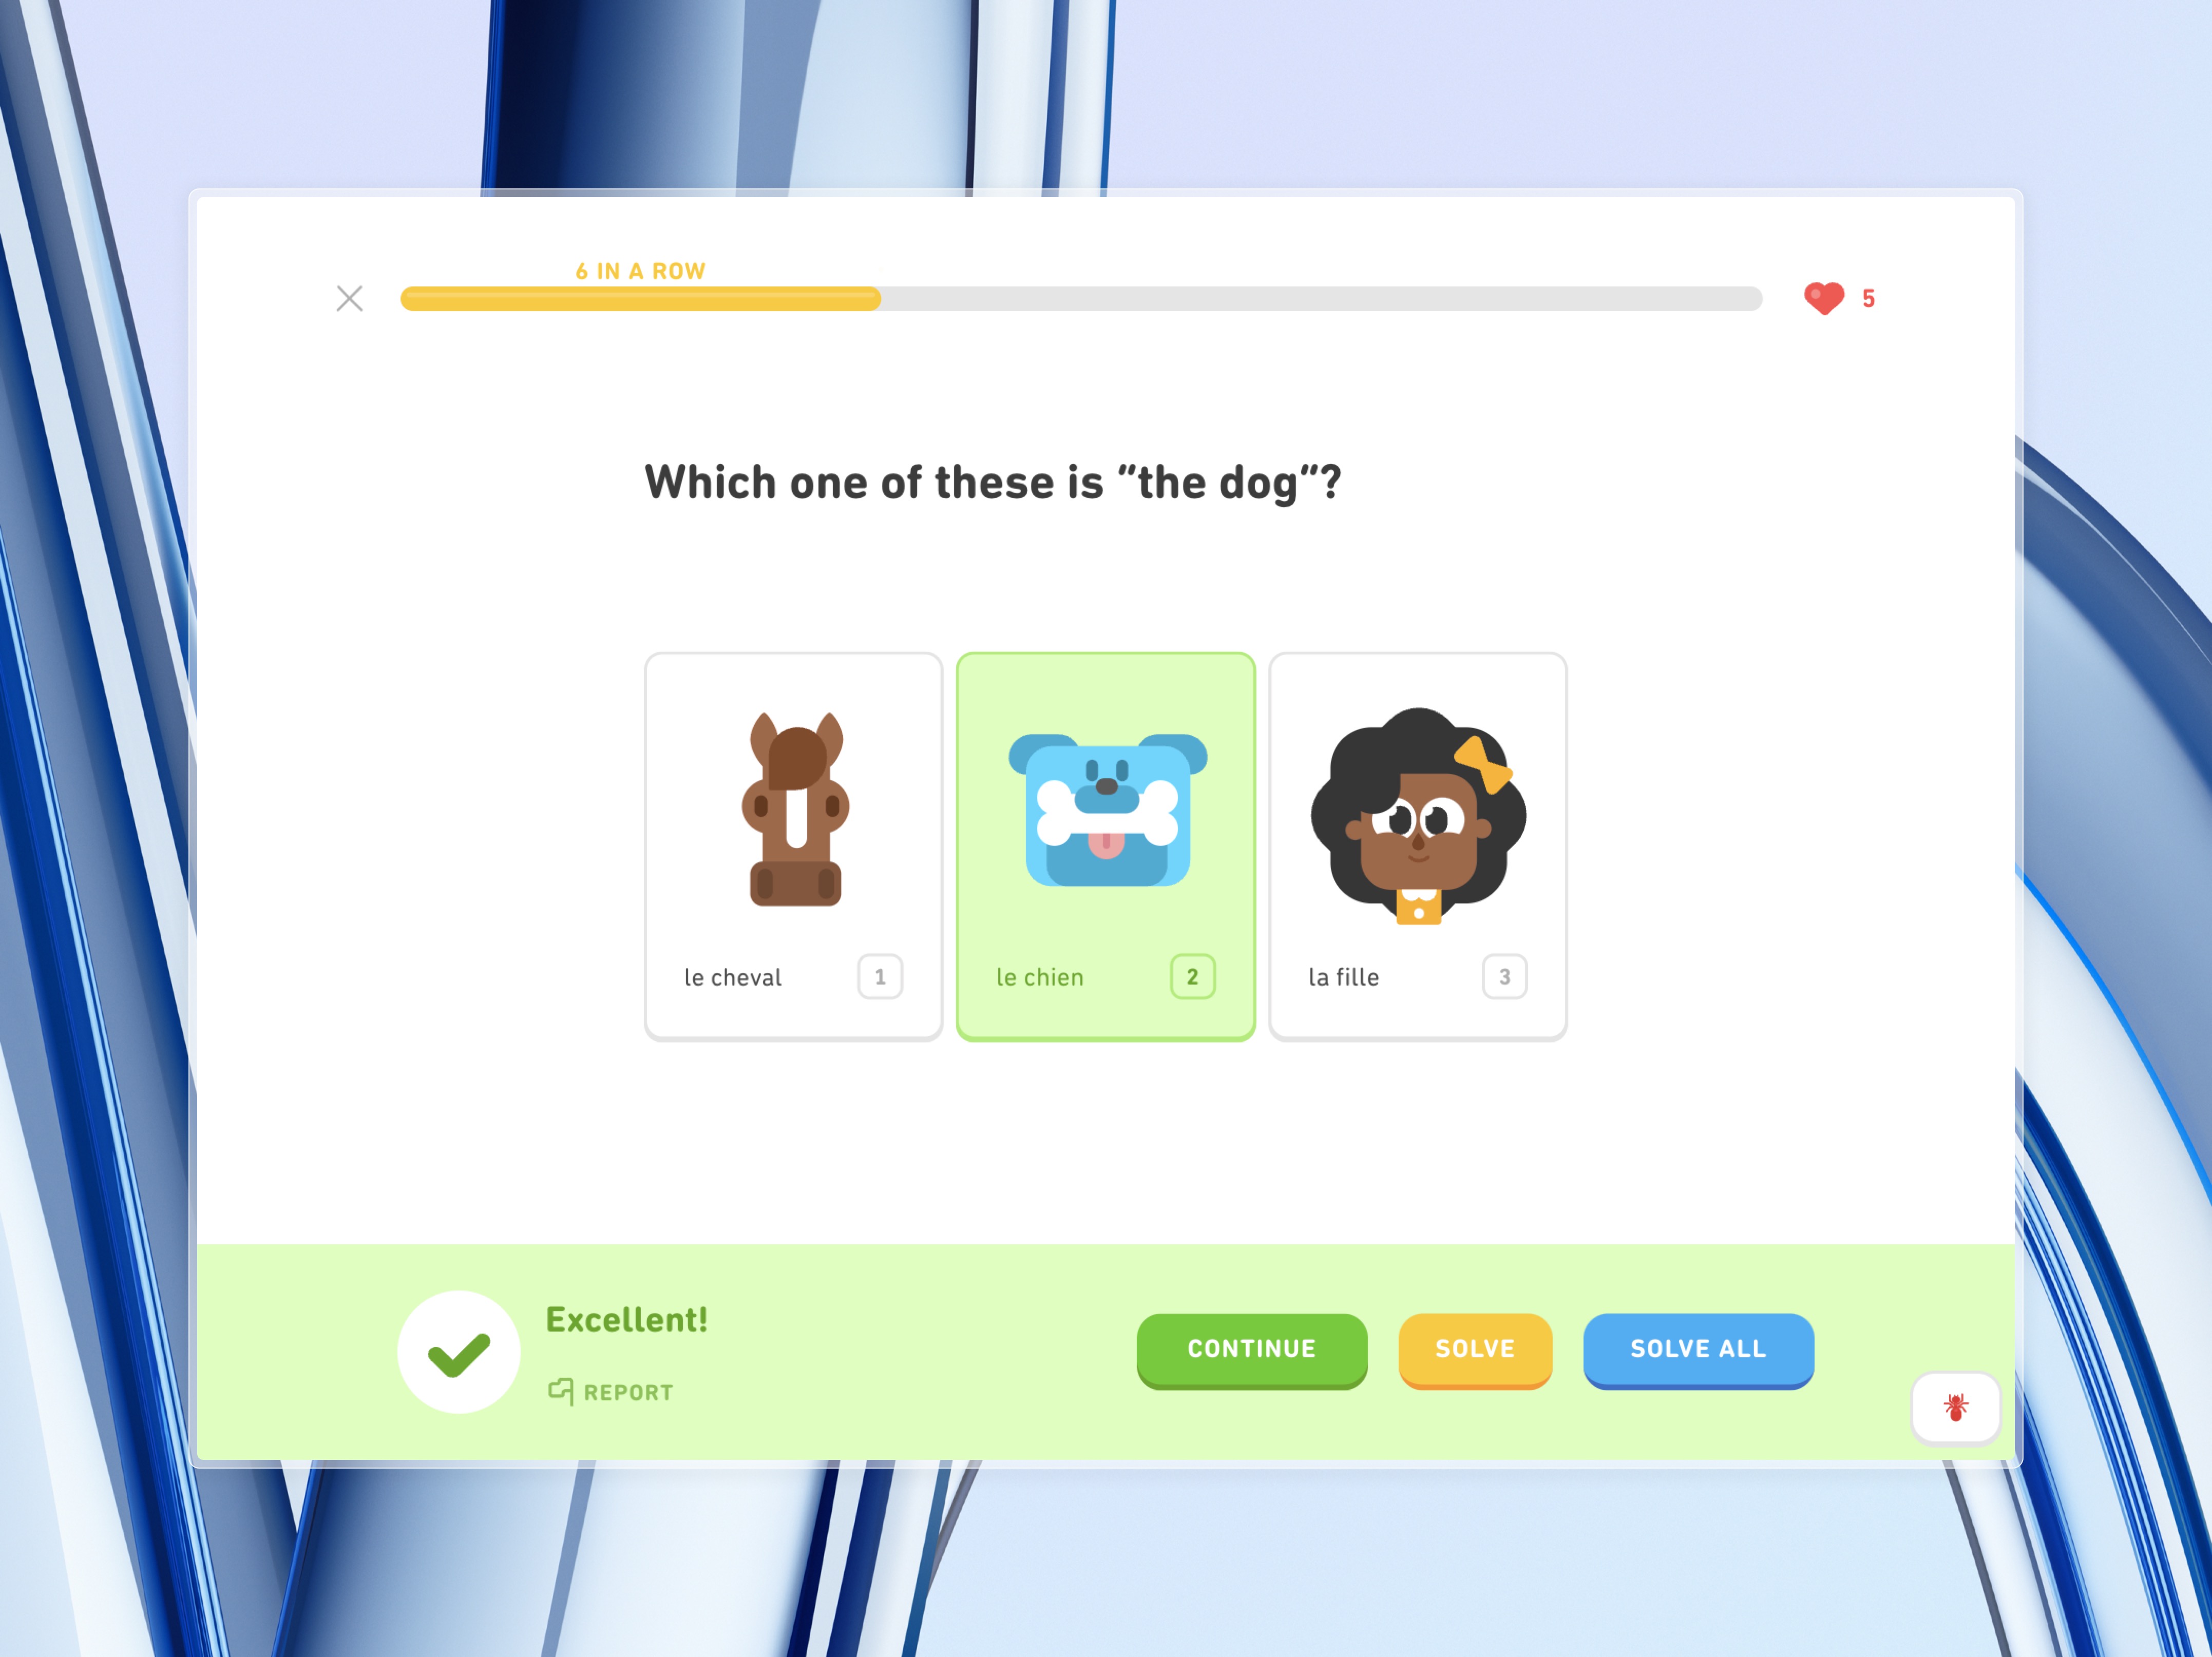 6 IN A ROW
5
Which one of these is “the dog”?
le cheval 1
le chien 2
la fille 3
Excellent!
REPORT
CONTINUE
SOLVE
SOLVE ALL